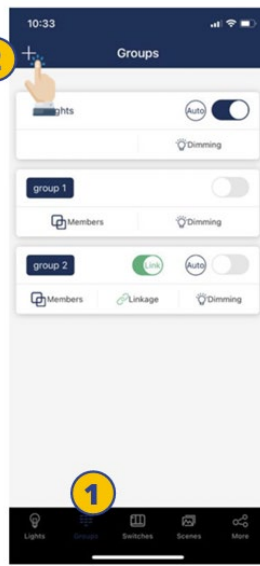 10:33
Groups
Auto
Dimming
group 1
Members
Dimming
group 2
Link
Auto
Members
Linkage
Dimming
1
Lights
Groups
Switches
Scenes
More